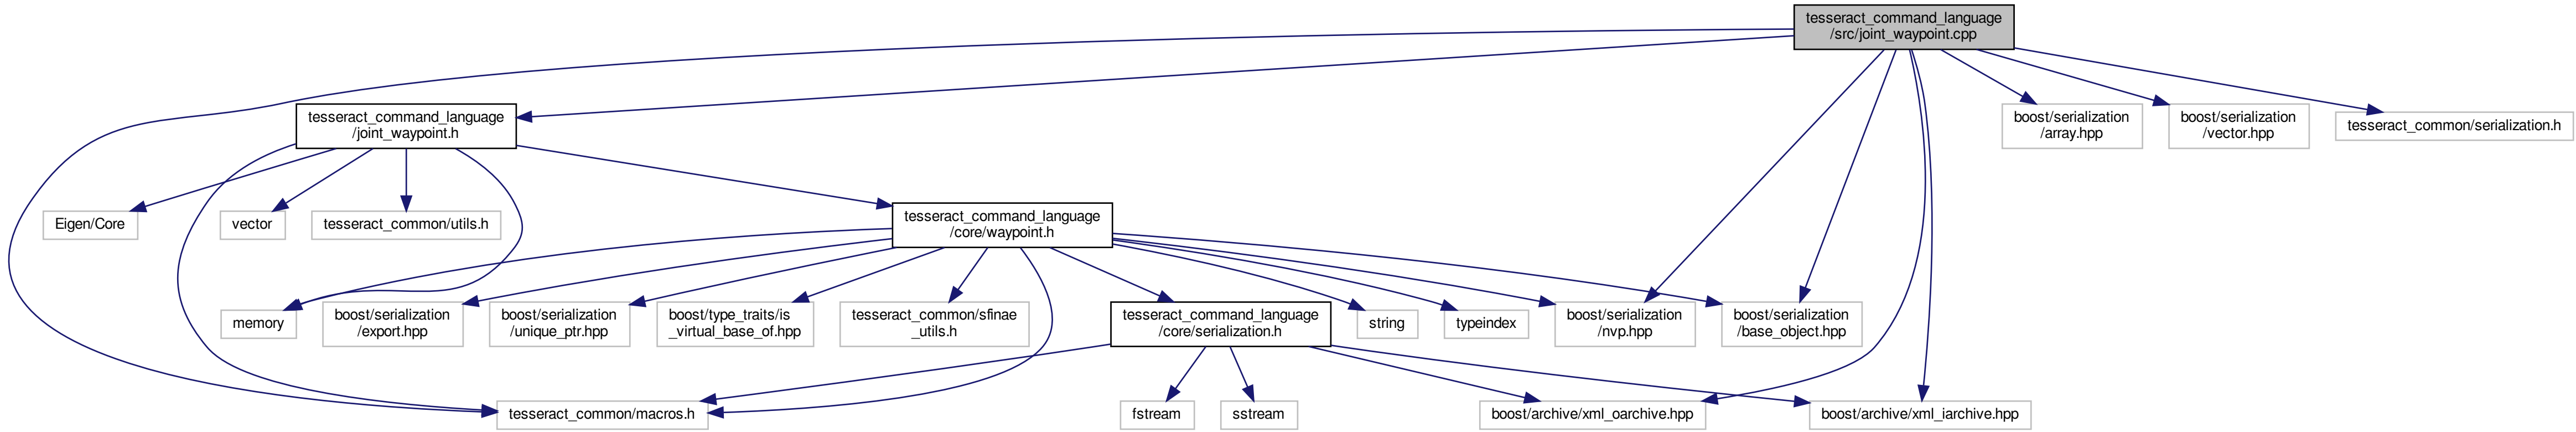 tesseract_command_language
/src/joint_waypoint.cpp
tesseract_command_language
/joint_waypoint.h
boost/serialization
/array.hpp
boost/serialization
/vector.hpp
tesseract_common/serialization.h
Eigen/Core
vector
tesseract_common/utils.h
tesseract_command_language
/core/waypoint.h
memory
boost/serialization
/export.hpp
boost/serialization
/unique_ptr.hpp
boost/type_traits/is
_virtual_base_of.hpp
tesseract_common/sfinae
_utils.h
tesseract_command_language
/core/serialization.h
string
typeindex
boost/serialization
/nvp.hpp
boost/serialization
/base_object.hpp
tesseract_common/macros.h
fstream
sstream
boost/archive/xml_oarchive.hpp
boost/archive/xml_iarchive.hpp